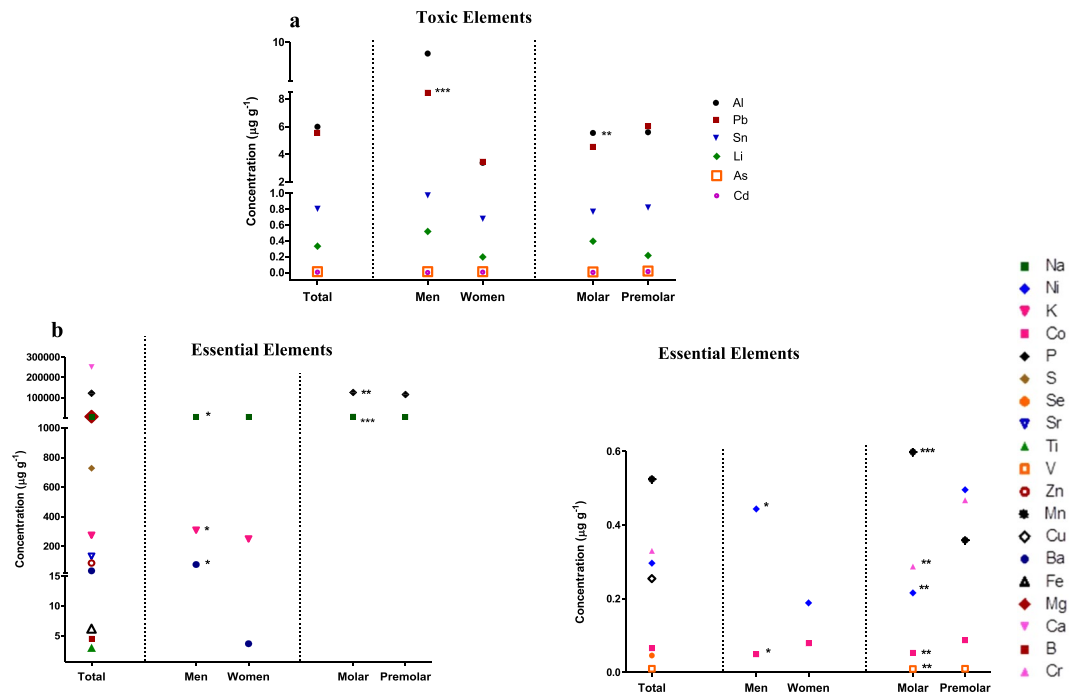 a
Toxic Elements
Concentration (µg g⁻¹)
10
8
6
4
2
1.0
0.8
0.6
0.4
0.2
0.0
***
**
Total
Men
Women
Molar
Premolar
Al
Pb
Sn
Li
As
Cd
b
Essential Elements
Concentration (µg g⁻¹)
300000
200000
100000
1000
800
600
400
200
15
10
5
*
*
*
**
***
Total
Men
Women
Molar
Premolar
Essential Elements
Concentration (µg g⁻¹)
0.6
0.4
0.2
0.0
*
*
***
**
**
**
**
Total
Men
Women
Molar
Premolar
Na
Ni
K
Co
P
S
Se
Sr
Ti
V
Zn
Mn
Cu
Ba
Fe
Mg
Ca
B
Cr